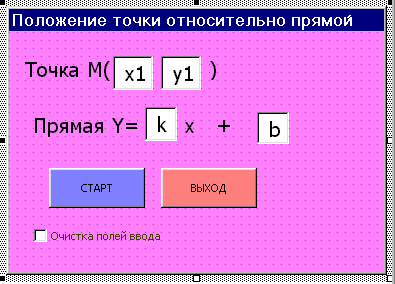 Положение точки относительно прямой
Точка М( x1 y1 )
Прямая Y= k x + b
СТАРТ ВЫХОД
Очистка полей ввода